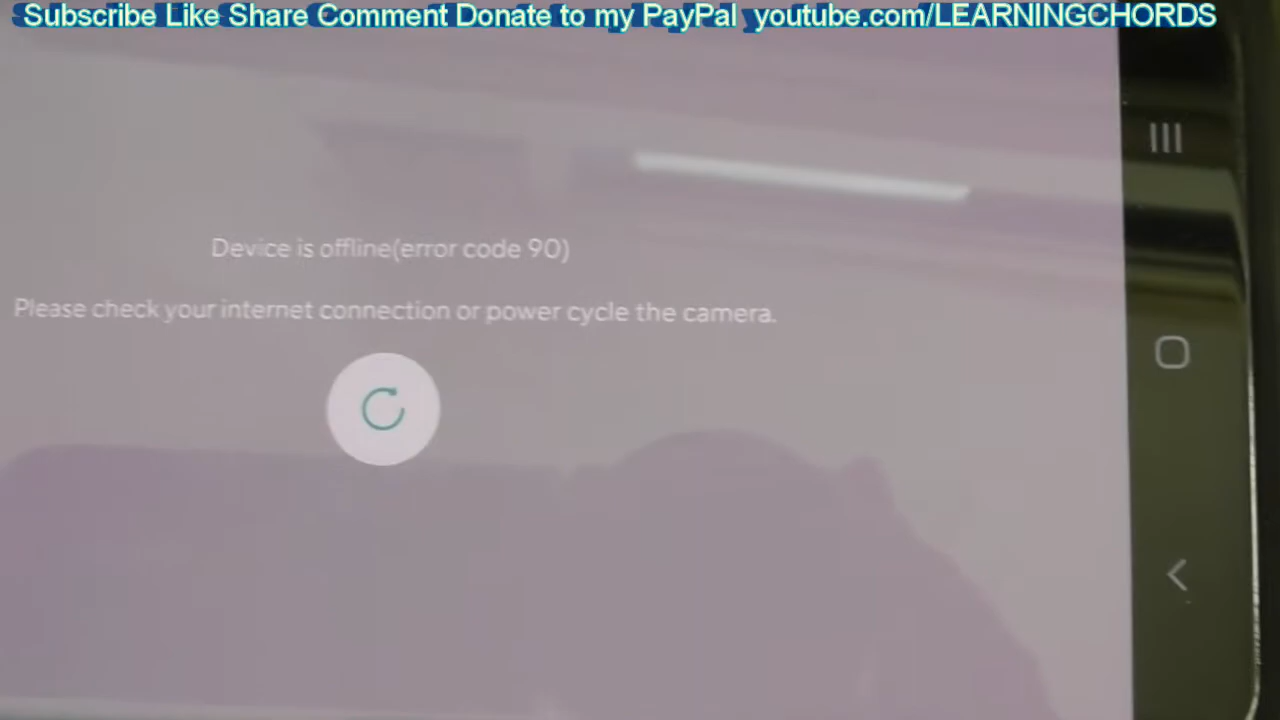 Subscribe Like Share Comment Donate to my PayPal youtube.com/LEARNINGCHORDS
Device is offline(error code 90)
Please check your internet connection or power cycle the camera.